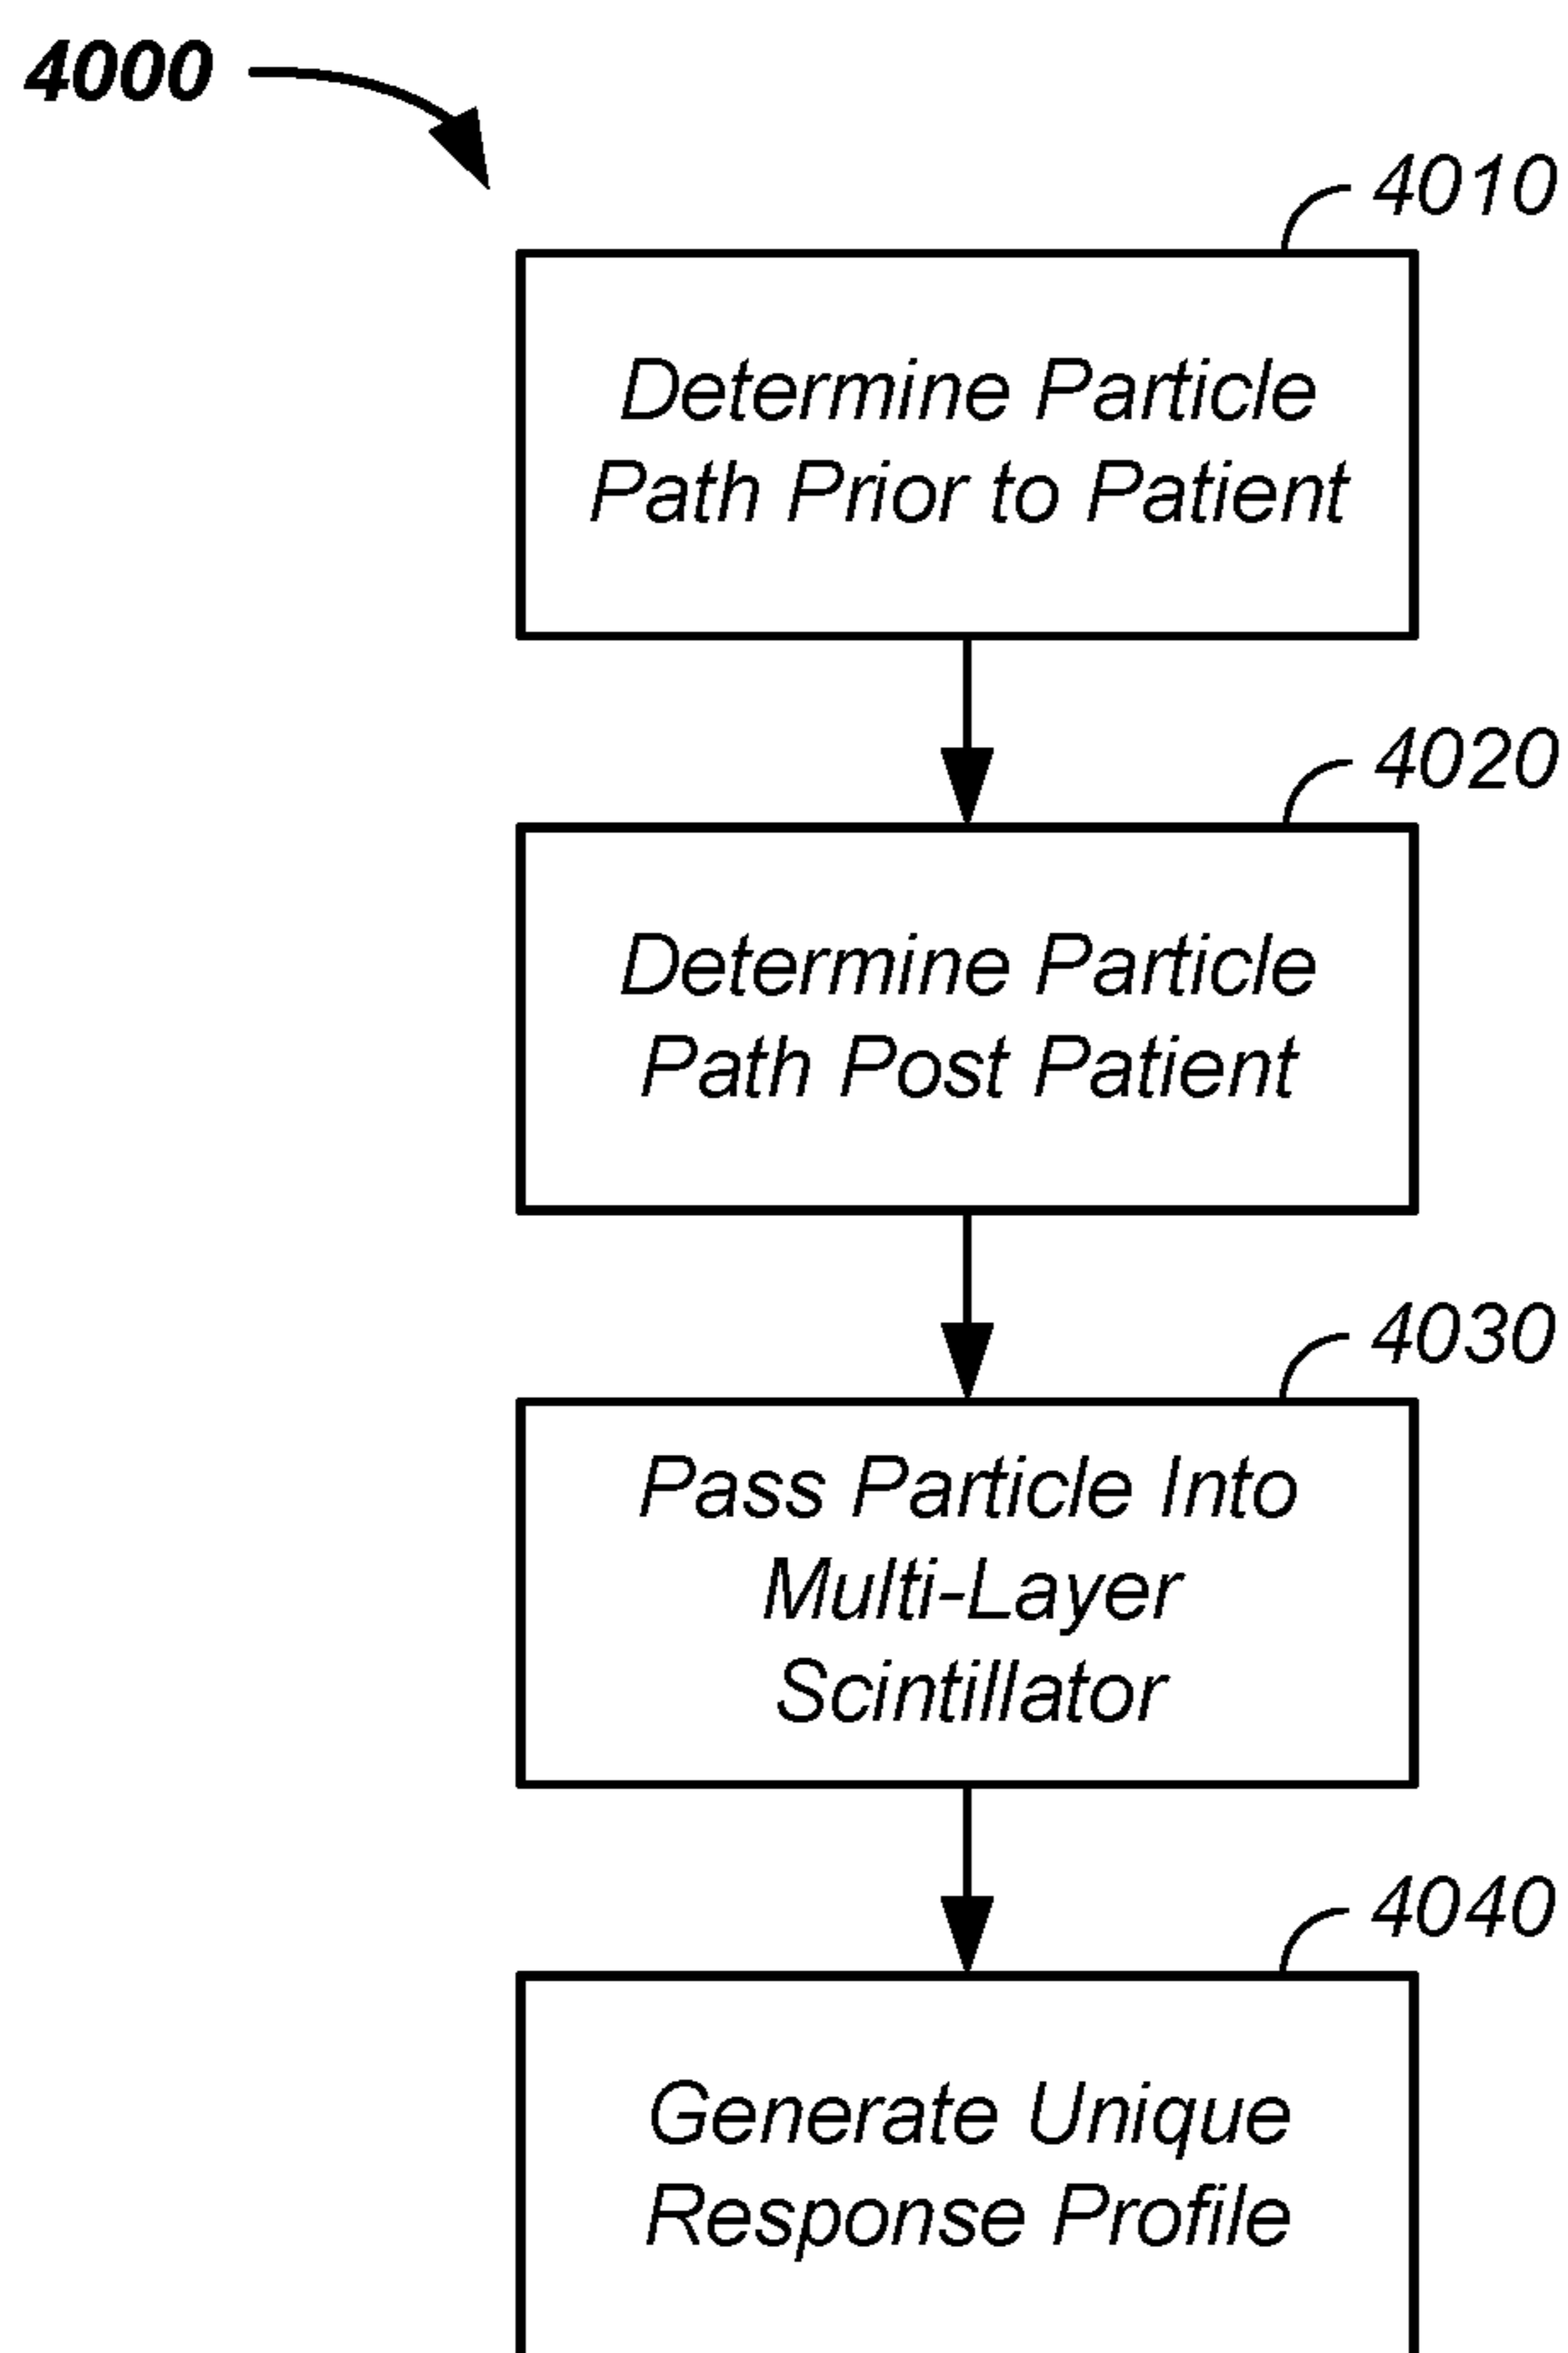 4000
4010
Determine Particle
Path Prior to Patient
4020
Determine Particle
Path Post Patient
4030
Pass Particle Into
Multi-Layer
Scintillator
4040
Generate Unique
Response Profile